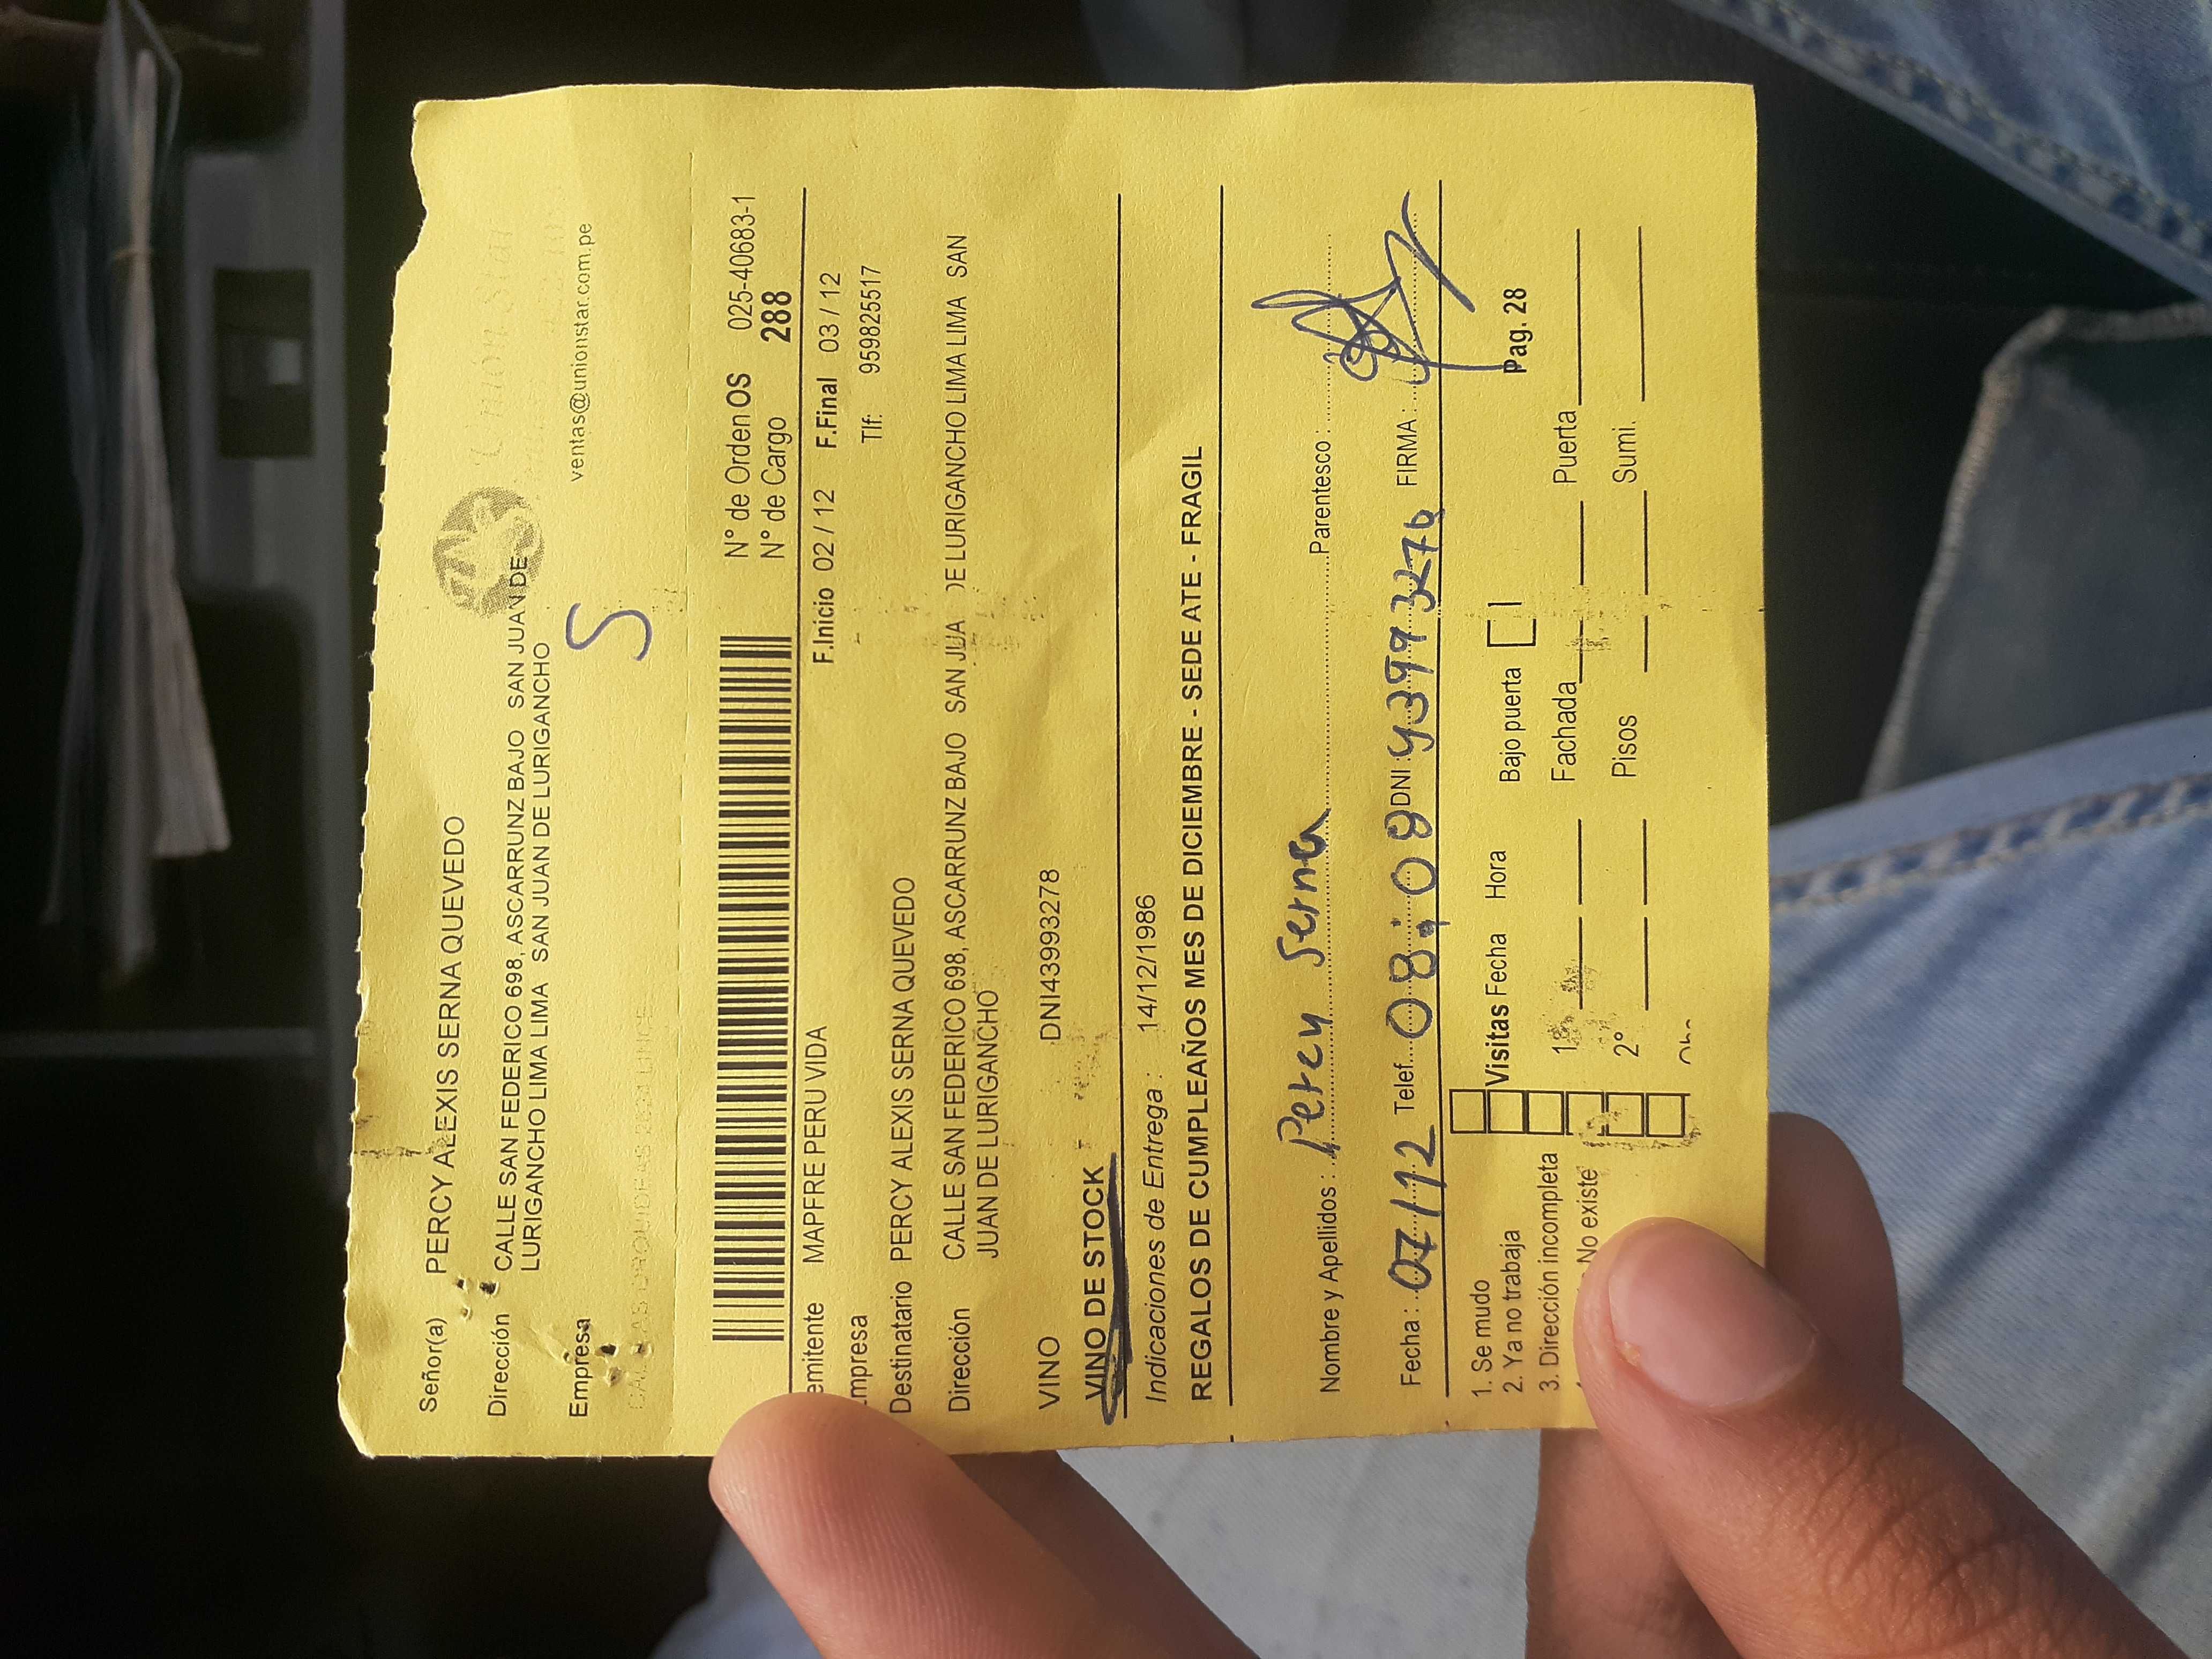 Señor(a) PERCY ALEXIS SERNA QUEVEDO
Dirección CALLE SAN FEDERICO 698, ASCARRUNZ BAJO SAN JUAN DE
LURIGANCHO LIMA LIMA SAN JUAN DE LURIGANCHO
Empresa
ventas@unionstar.com.pe
S
N° de Orden OS 025-40683-1
N° de Cargo 288
emitente MAPFRE PERU VIDA
F.Inicio 02 / 12 F.Final 03 / 12
mpresa
Tlf: 959825517
Destinatario PERCY ALEXIS SERNA QUEVEDO
Dirección CALLE SAN FEDERICO 698, ASCARRUNZ BAJO SAN JUA DE LURIGANCHO LIMA LIMA SAN
JUAN DE LURIGANCHO
VINO DNI43993278
VINO DE STOCK
Indicaciones de Entrega : 14/12/1986
REGALOS DE CUMPLEAÑOS MES DE DICIEMBRE - SEDE ATE - FRAGIL
Nombre y Apellidos : Percy Serna Parentesco :
Fecha : 07/12 Telef. 08:08 DNI : FIRMA :
Pag. 28
1. Se mudo
2. Ya no trabaja
3. Dirección incompleta
No existe
Visitas Fecha Hora Bajo puerta
1° Fachada Puerta
2° Pisos Sumi.